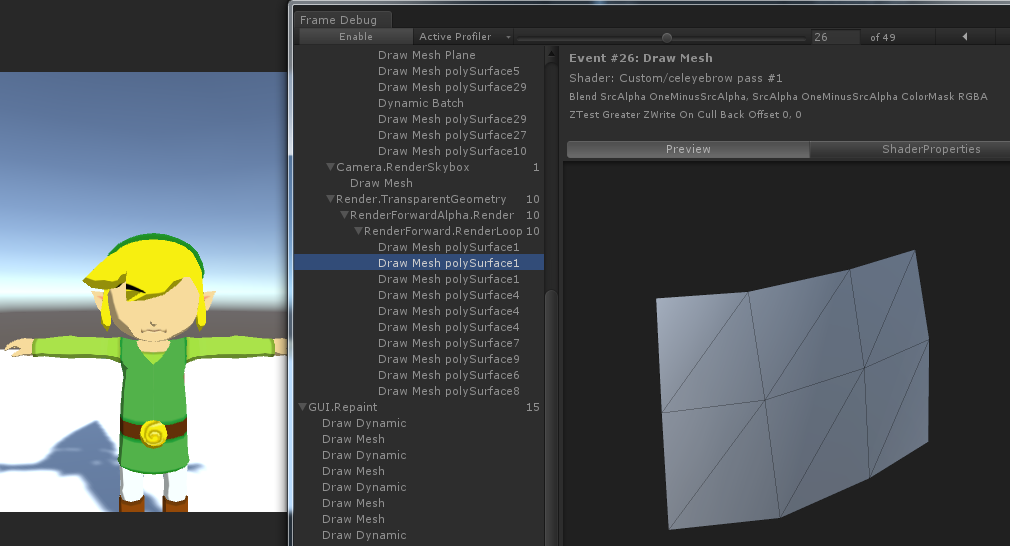 Frame Debug
Enable Active Profiler 26 of 49
Draw Mesh Plane
Draw Mesh polySurface5
Draw Mesh polySurface29
Dynamic Batch
Draw Mesh polySurface29
Draw Mesh polySurface27
Draw Mesh polySurface10
Camera.RenderSkybox 1
Draw Mesh
Render.TransparentGeometry 10
RenderForwardAlpha.Render 10
RenderForward.RenderLoop 10
Draw Mesh polySurface1
Draw Mesh polySurface1
Draw Mesh polySurface1
Draw Mesh polySurface4
Draw Mesh polySurface4
Draw Mesh polySurface4
Draw Mesh polySurface7
Draw Mesh polySurface9
Draw Mesh polySurface6
Draw Mesh polySurface8
GUI.Repaint 15
Draw Dynamic
Draw Mesh
Draw Dynamic
Draw Mesh
Draw Dynamic
Draw Mesh
Draw Mesh
Draw Dynamic
Event #26: Draw Mesh
Shader: Custom/celeyebrow pass #1
Blend SrcAlpha OneMinusSrcAlpha, SrcAlpha OneMinusSrcAlpha ColorMask RGBA
ZTest Greater ZWrite On Cull Back Offset 0, 0
Preview ShaderProperties